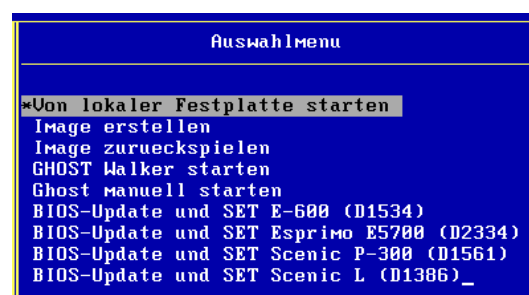 Auswahlmenu
*Von lokaler Festplatte starten
Image erstellen
Image zurueckspielen
GHOST Walker starten
Ghost manuell starten
BIOS-Update und SET E-600 (D1534)
BIOS-Update und SET Esprimo E5700 (D2334)
BIOS-Update und SET Scenic P-300 (D1561)
BIOS-Update und SET Scenic L (D1386)_